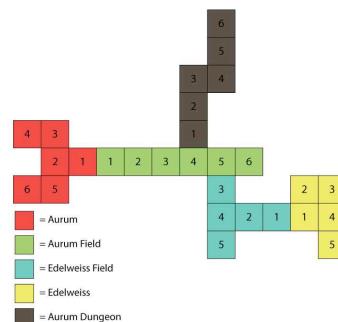 6
5
3 4
2
4 3 1
2 1 1 2 3 4 5 6
6 5 3 2 3
4 2 1 1 4
5 5
= Aurum
= Aurum Field
= Edelweiss Field
= Edelweiss
= Aurum Dungeon